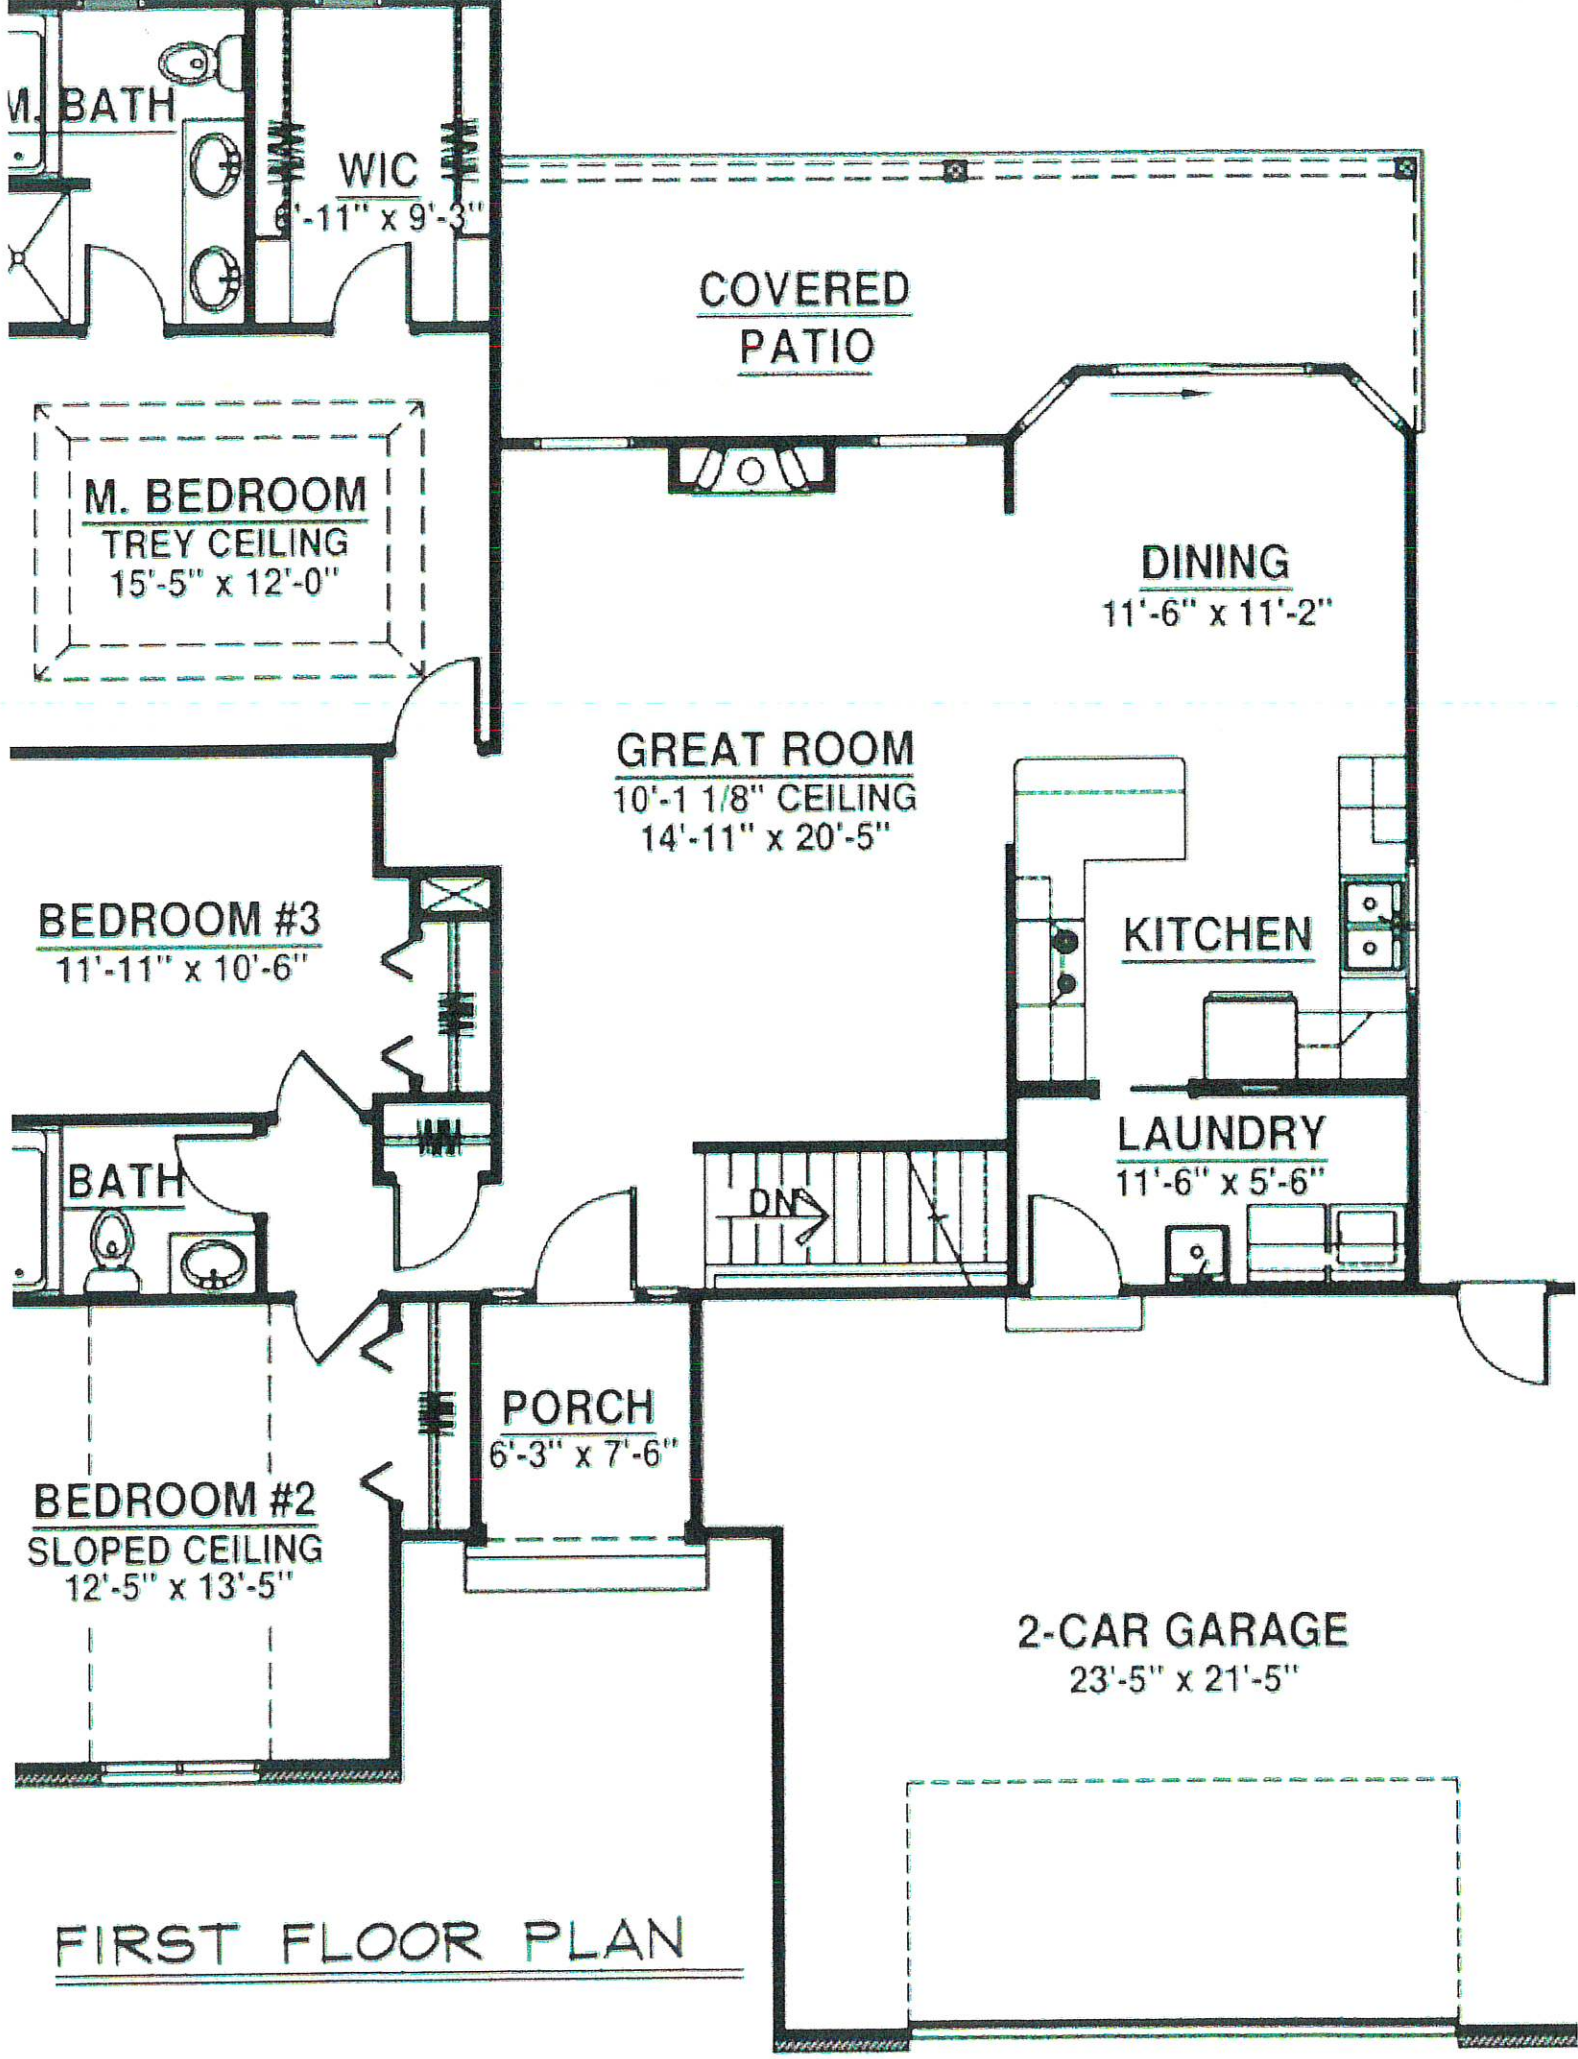 M. BATH
WIC
'-11" x 9'-3"
COVERED
PATIO
M. BEDROOM
TREY CEILING
15'-5" x 12'-0"
DINING
11'-6" x 11'-2"
GREAT ROOM
10'-1 1/8" CEILING
14'-11" x 20'-5"
BEDROOM #3
11'-11" x 10'-6"
KITCHEN
LAUNDRY
11'-6" x 5'-6"
BATH
DN
PORCH
6'-3" x 7'-6"
BEDROOM #2
SLOPED CEILING
12'-5" x 13'-5"
2-CAR GARAGE
23'-5" x 21'-5"
FIRST FLOOR PLAN